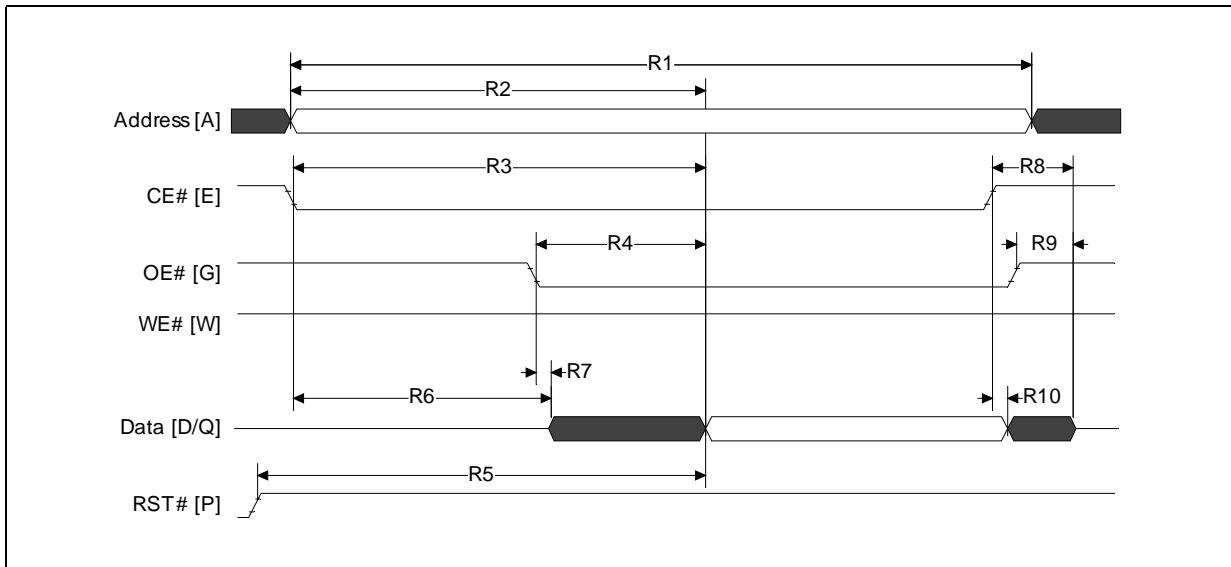 R1
R2
Address [A]
R3
R8
CE# [E]
R4
R9
OE# [G]
WE# [W]
R7
R6
R10
Data [D/Q]
R5
RST# [P]